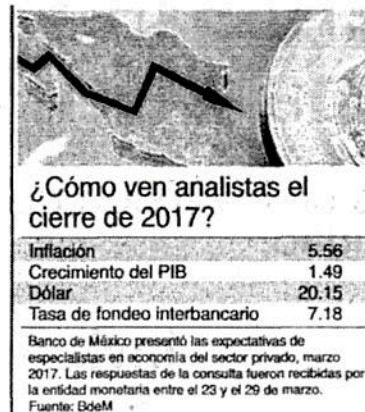 ¿Cómo ven analistas el
cierre de 2017?
Inflación 5.56
Crecimiento del PIB 1.49
Dólar 20.15
Tasa de fondeo interbancario 7.18
Banco de México presentó las expectativas de
especialistas en economía del sector privado, marzo
2017. Las respuestas de la consulta fueron recibidas por
la entidad monetaria entre el 23 y el 29 de marzo.
Fuente: BdeM